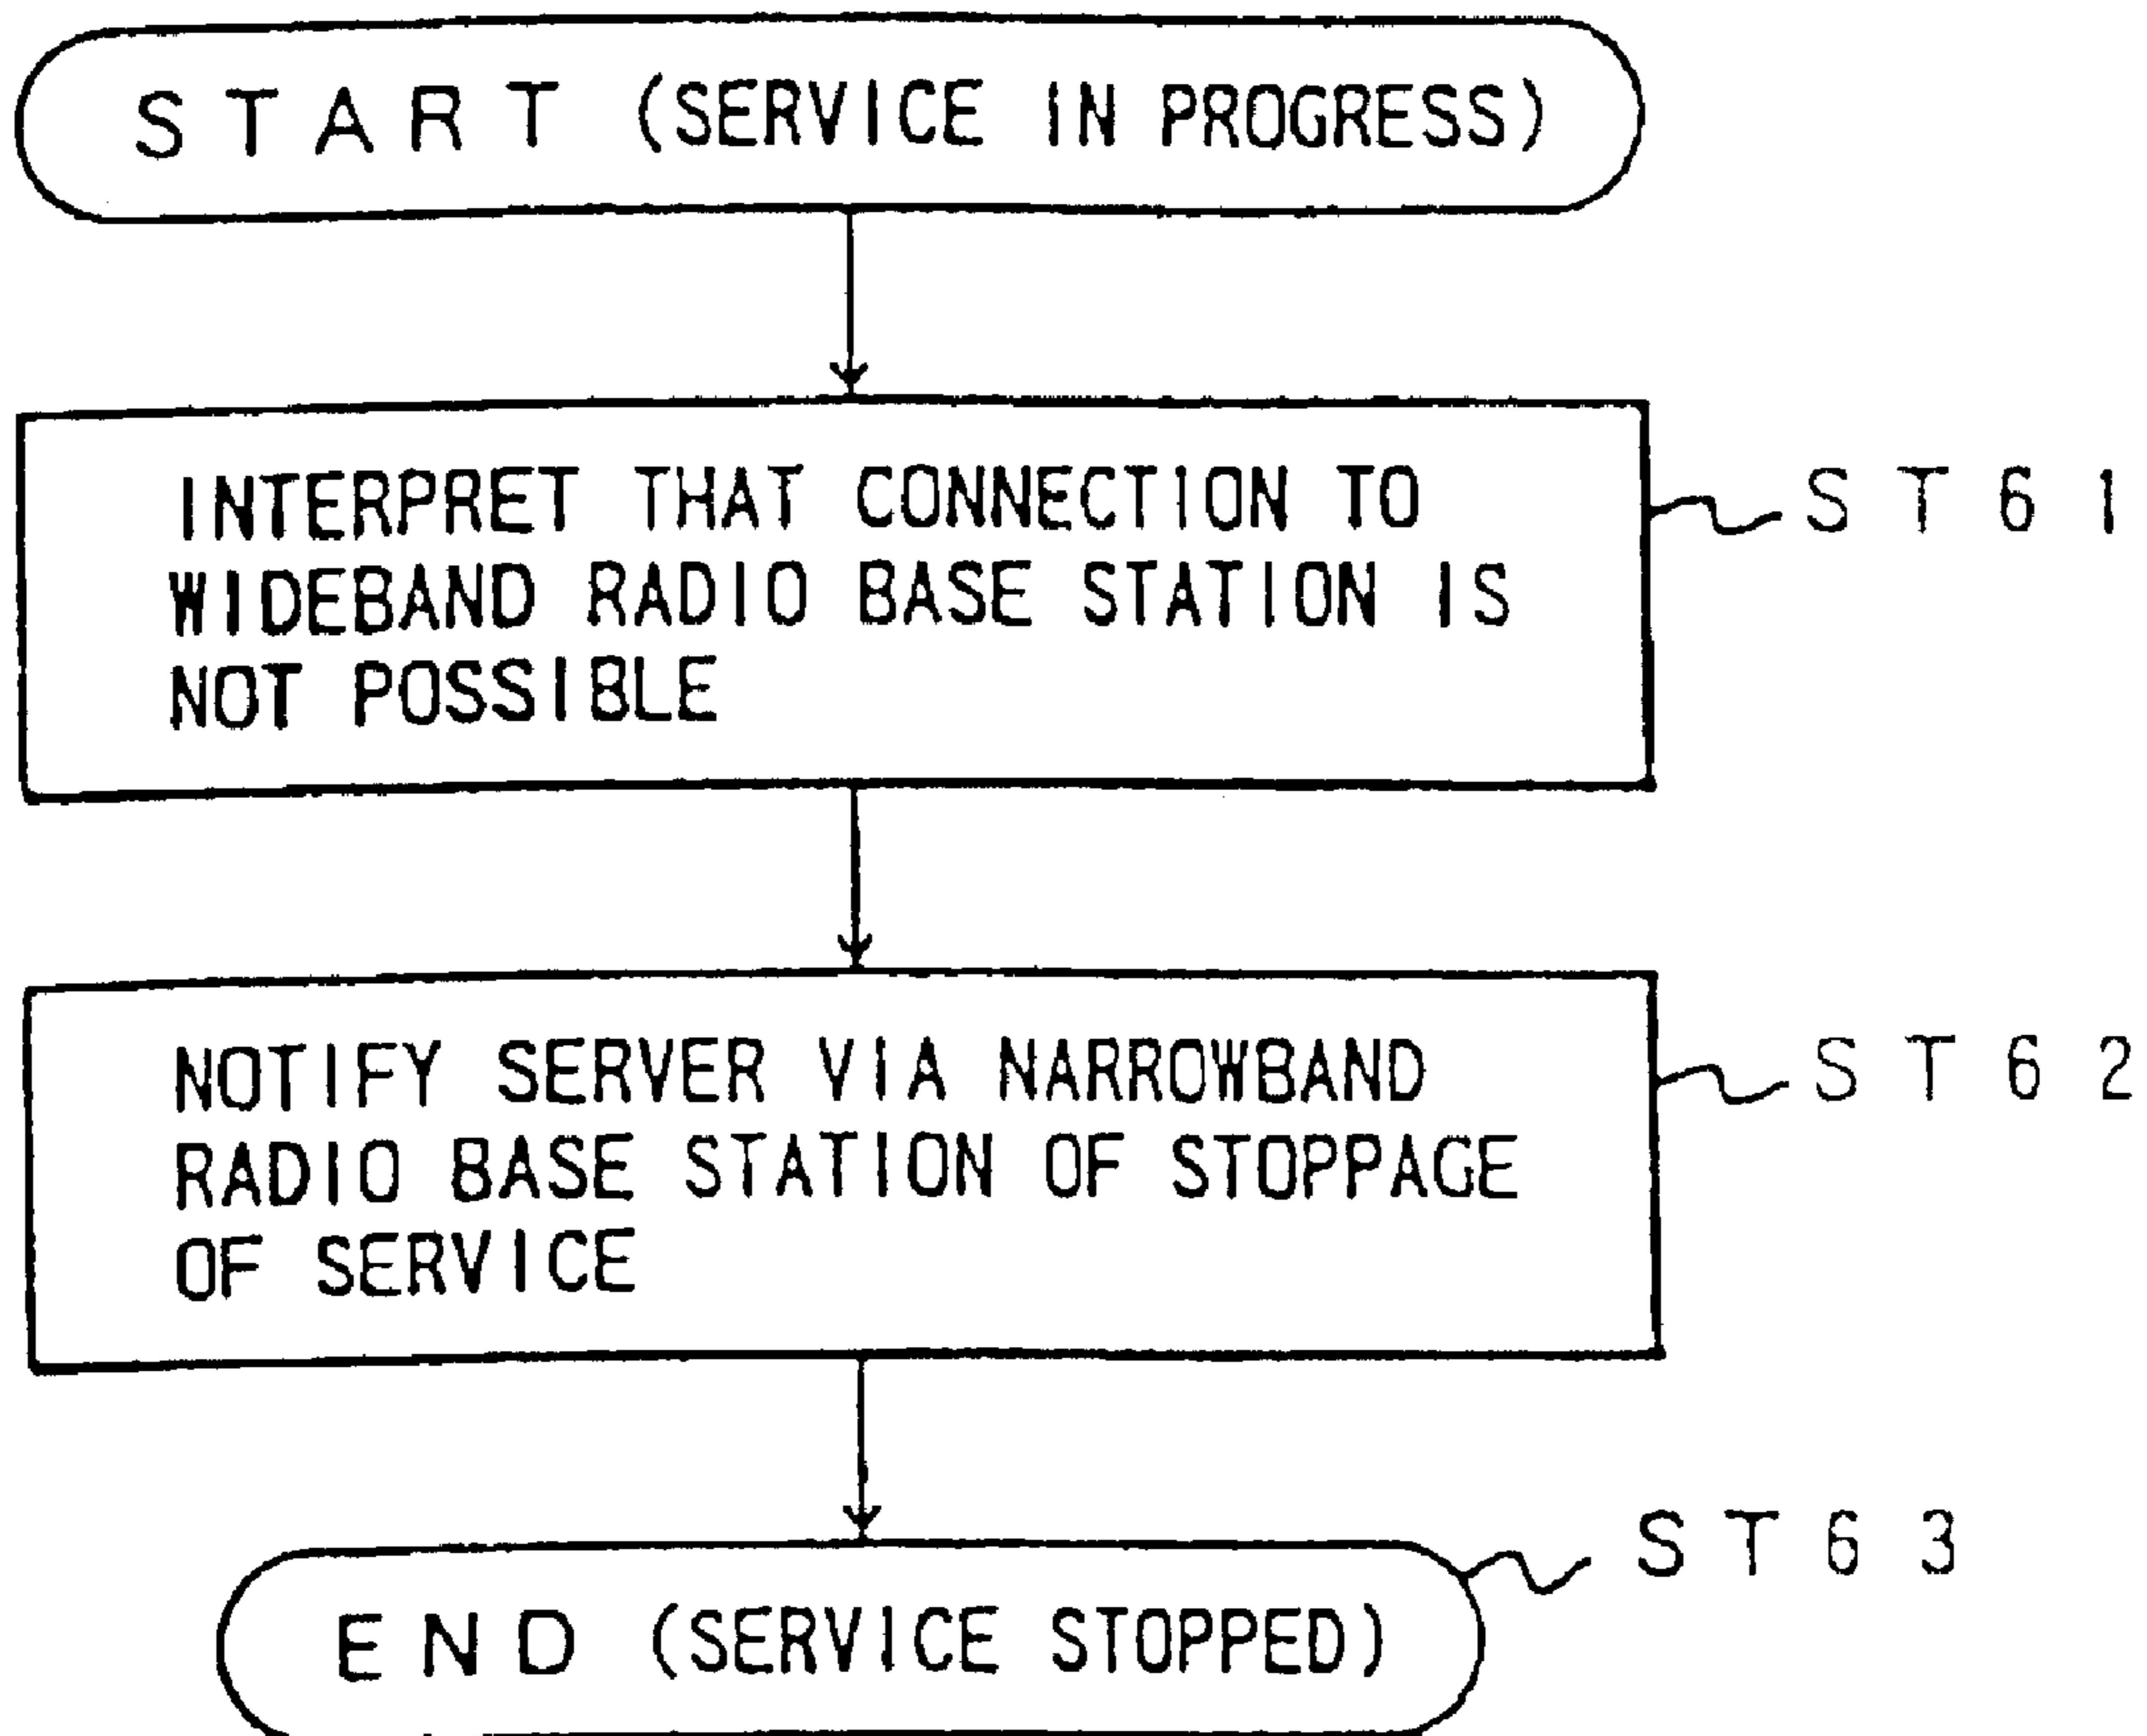 START (SERVICE IN PROGRESS)
INTERPRET THAT CONNECTION TO
WIDEBAND RADIO BASE STATION IS
NOT POSSIBLE
ST61
NOTIFY SERVER VIA NARROWBAND
RADIO BASE STATION OF STOPPAGE
OF SERVICE
ST62
END (SERVICE STOPPED)
ST63